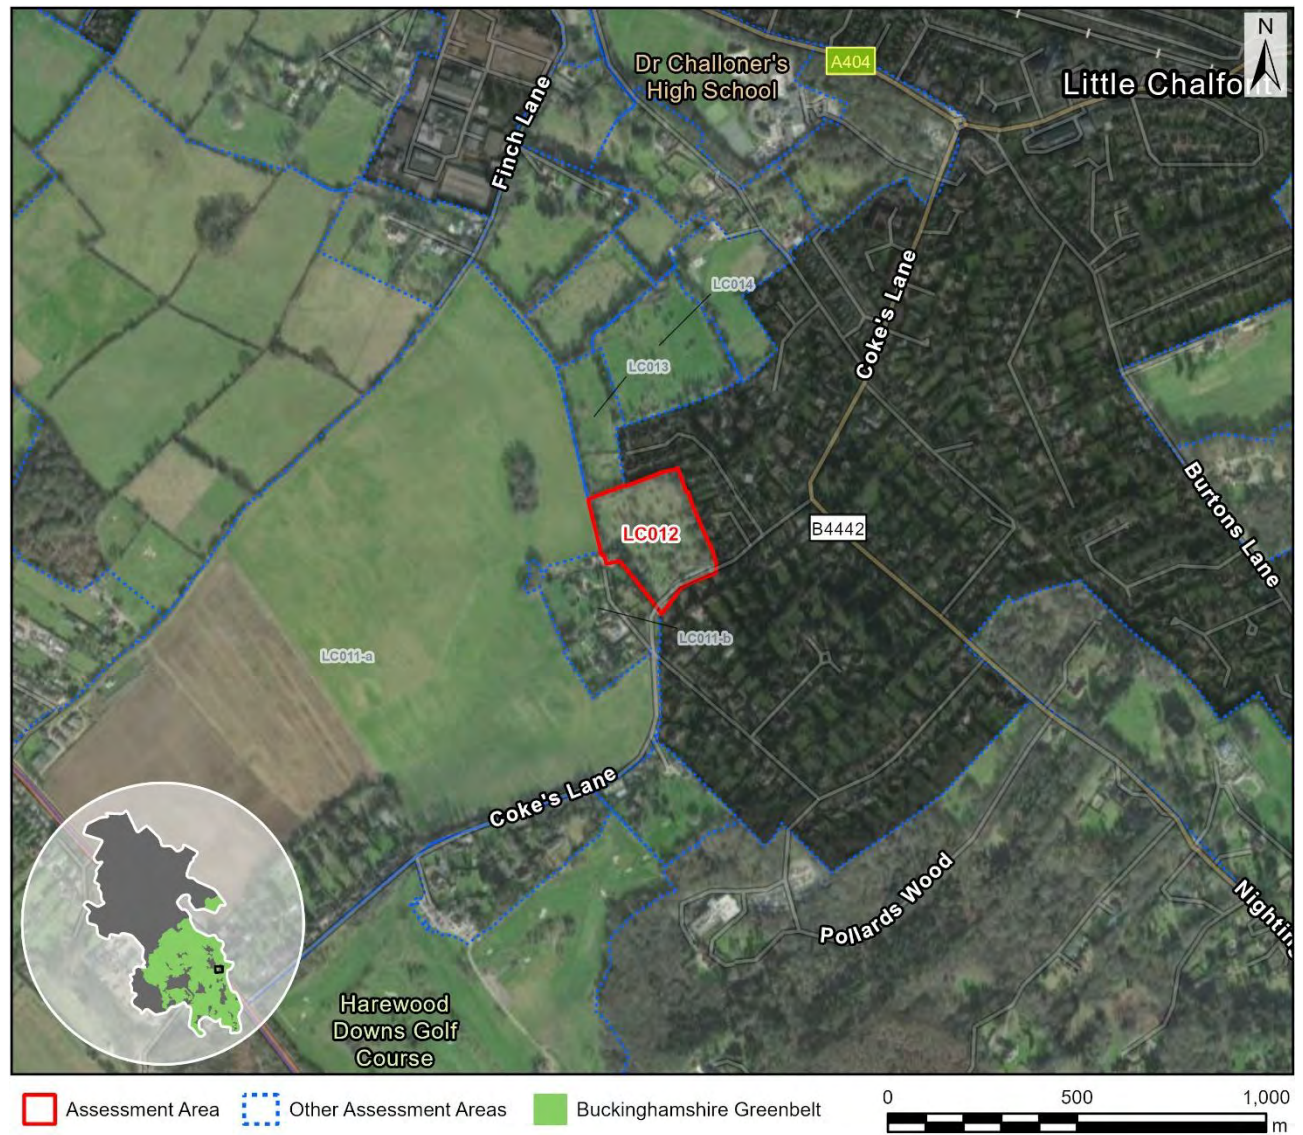 N
A404
Dr Challoner's
High School
Little Chalfont
Finch Lane
Coke's Lane
LC014
LC013
Burtons Lane
LC012
B4442
LC011-b
LC011-a
Coke's Lane
Pollards Wood
Nightin
Harewood
Downs Golf
Course
Assessment Area
Other Assessment Areas
Buckinghamshire Greenbelt
0 500 1,000
m